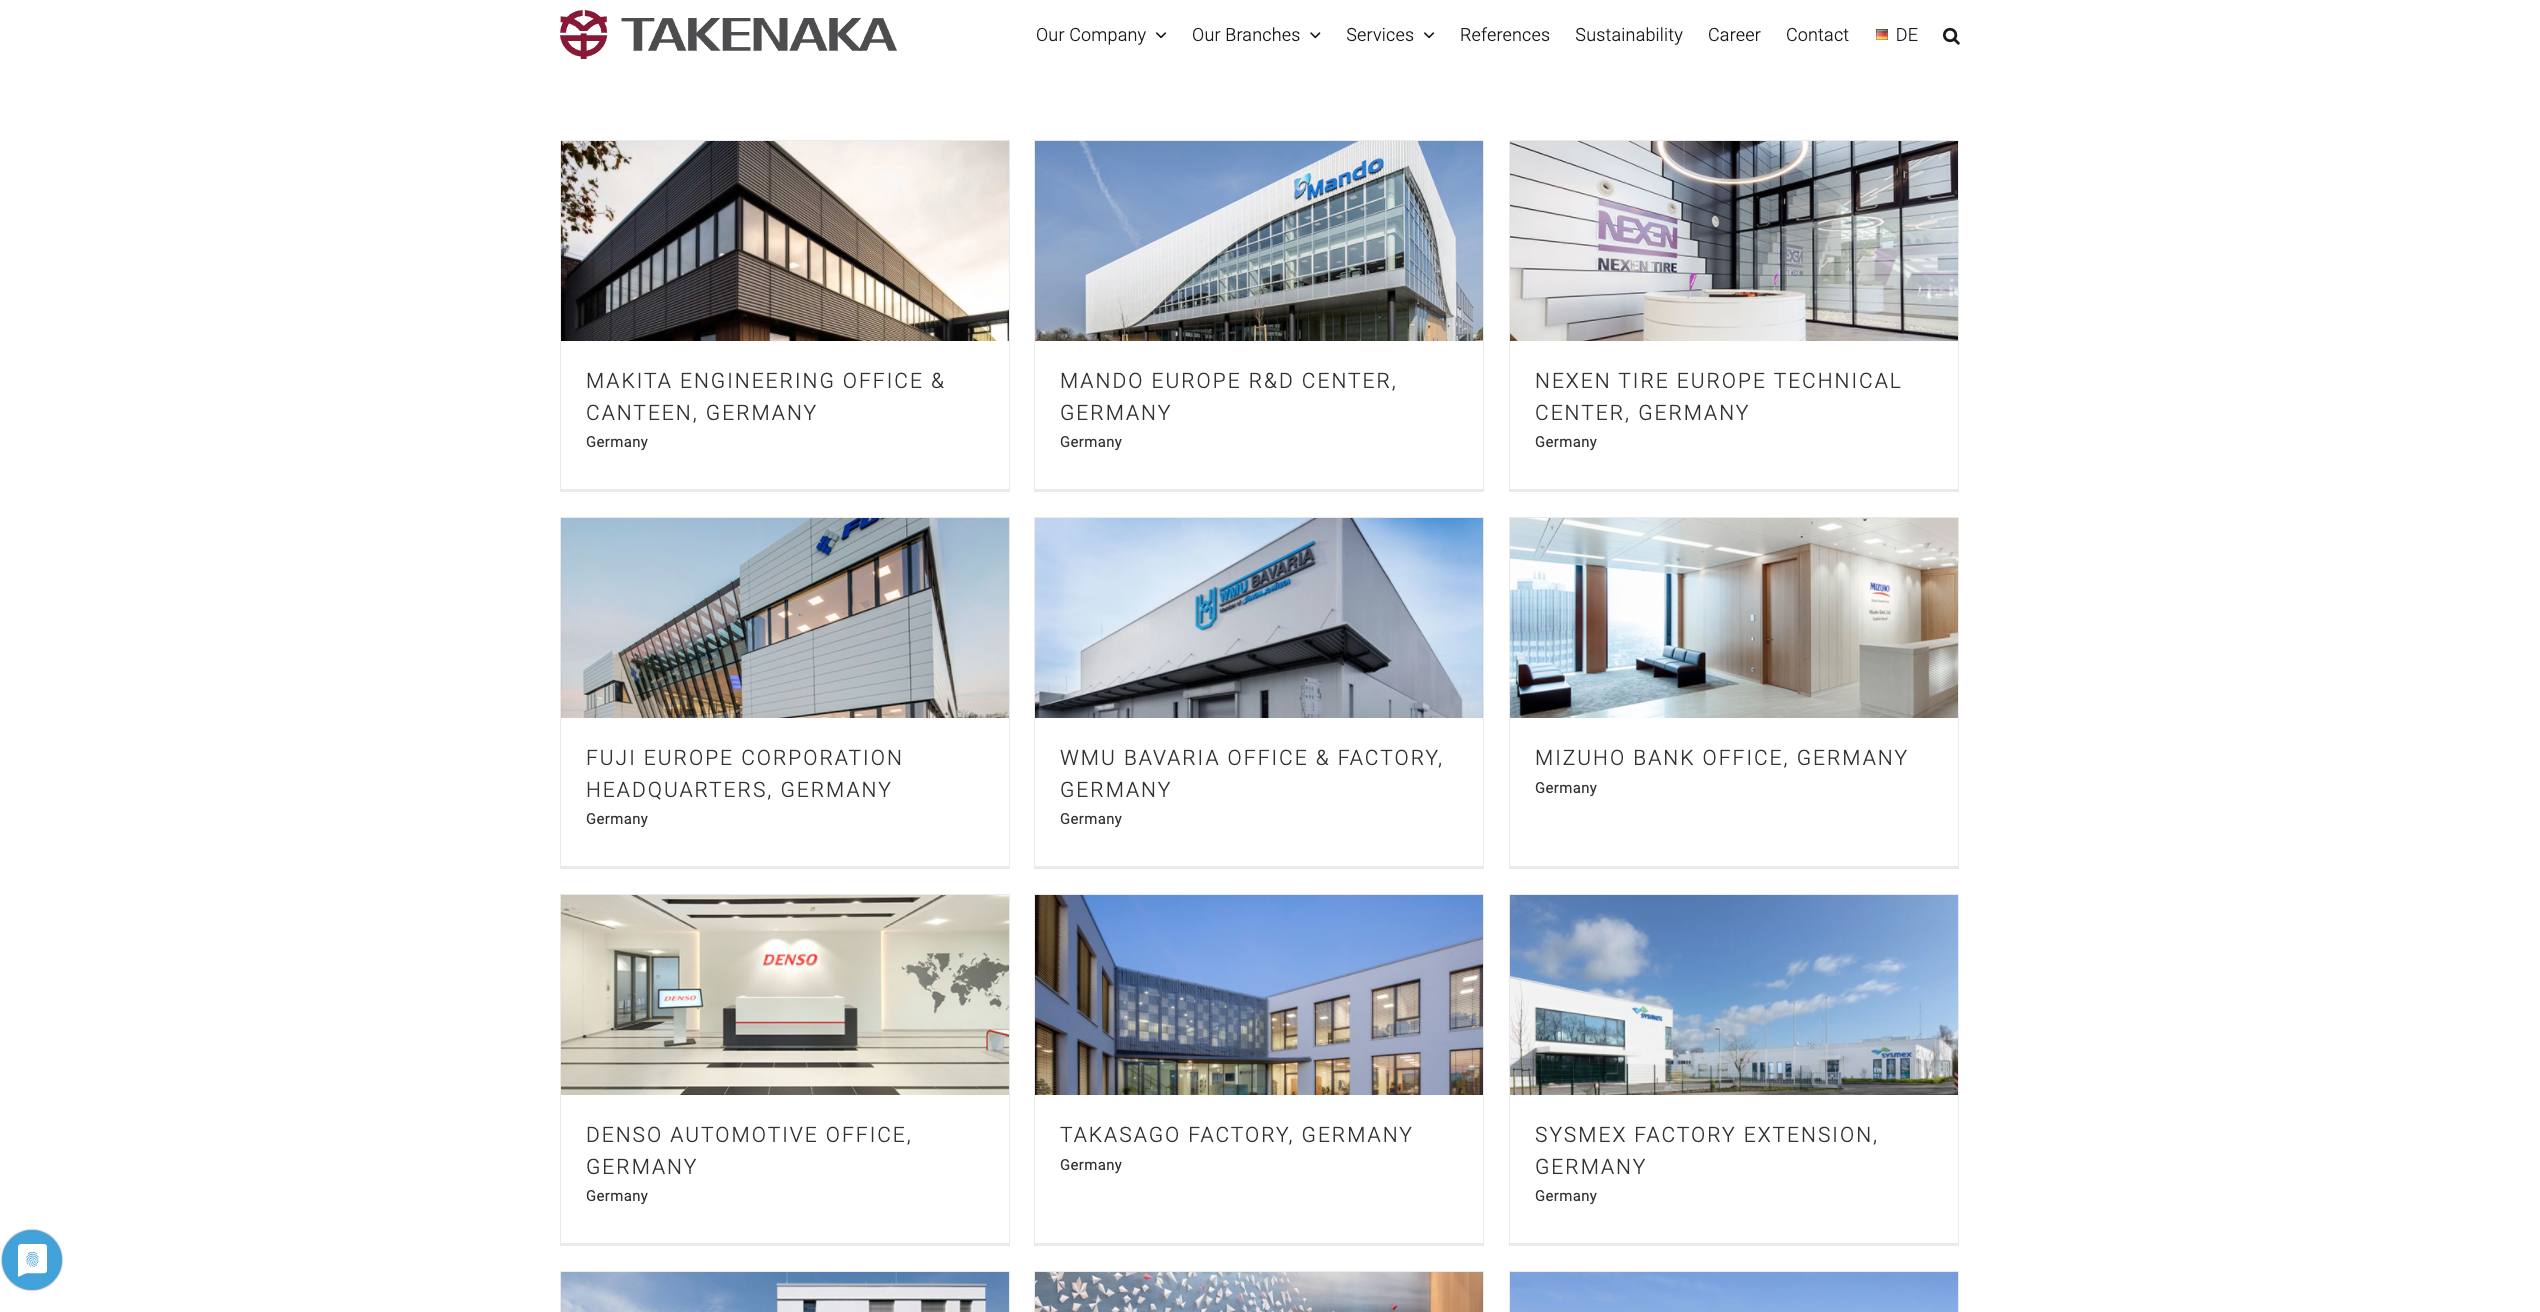 TAKENAKA
Our Company
Our Branches
Services
References
Sustainability
Career
Contact
DE
Mando
NEXEN
NEXEN TIRE
MAKITA ENGINEERING OFFICE &
CANTEEN, GERMANY
Germany
MANDO EUROPE R&D CENTER,
GERMANY
Germany
NEXEN TIRE EUROPE TECHNICAL
CENTER, GERMANY
Germany
WMU BAVARIA
MIZUHO
FUJI EUROPE CORPORATION
HEADQUARTERS, GERMANY
Germany
WMU BAVARIA OFFICE & FACTORY,
GERMANY
Germany
MIZUHO BANK OFFICE, GERMANY
Germany
DENSO
DENSO
sysmex
sysmex
DENSO AUTOMOTIVE OFFICE,
GERMANY
Germany
TAKASAGO FACTORY, GERMANY
Germany
SYSMEX FACTORY EXTENSION,
GERMANY
Germany